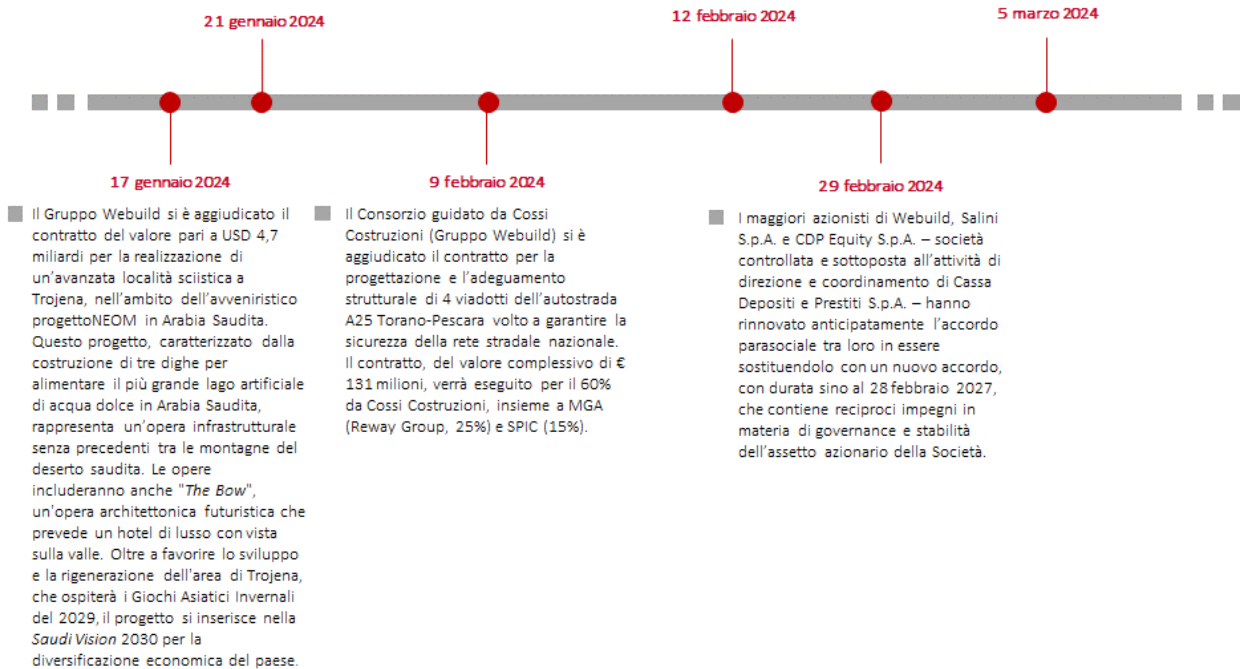 21 gennaio 2024
12 febbraio 2024
5 marzo 2024
17 gennaio 2024
9 febbraio 2024
29 febbraio 2024
Il Gruppo Webuild si è aggiudicato il
contratto del valore pari a USD 4,7
miliardi per la realizzazione di
un'avanzata località sciistica a
Trojena, nell'ambito dell'avveniristico
progettoNEOM in Arabia Saudita.
Questo progetto, caratterizzato dalla
costruzione di tre dighe per
alimentare il più grande lago artificiale
di acqua dolce in Arabia Saudita,
rappresenta un'opera infrastrutturale
senza precedenti tra le montagne del
deserto saudita. Le opere
includeranno anche "The Bow",
un'opera architettonica futuristica che
prevede un hotel di lusso con vista
sulla valle. Oltre a favorire lo sviluppo
e la rigenerazione dell'area di Trojena,
che ospiterà i Giochi Asiatici Invernali
del 2029, il progetto si inserisce nella
Saudi Vision 2030 per la
diversificazione economica del paese.
Il Consorzio guidato da Cossi
Costruzioni (Gruppo Webuild) si è
aggiudicato il contratto per la
progettazione e l'adeguamento
strutturale di 4 viadotti dell'autostrada
A25 Torano-Pescara volto a garantire la
sicurezza della rete stradale nazionale.
Il contratto, del valore complessivo di €
131 milioni, verrà eseguito per il 60%
da Cossi Costruzioni, insieme a MGA
(Reway Group, 25%) e SPIC (15%).
I maggiori azionisti di Webuild, Salini
S.p.A. e CDP Equity S.p.A. – società
controllata e sottoposta all'attività di
direzione e coordinamento di Cassa
Depositi e Prestiti S.p.A. – hanno
rinnovato anticipatamente l'accordo
parasociale tra loro in essere
sostituendolo con un nuovo accordo,
con durata sino al 28 febbraio 2027,
che contiene reciproci impegni in
materia di governance e stabilità
dell'assetto azionario della Società.